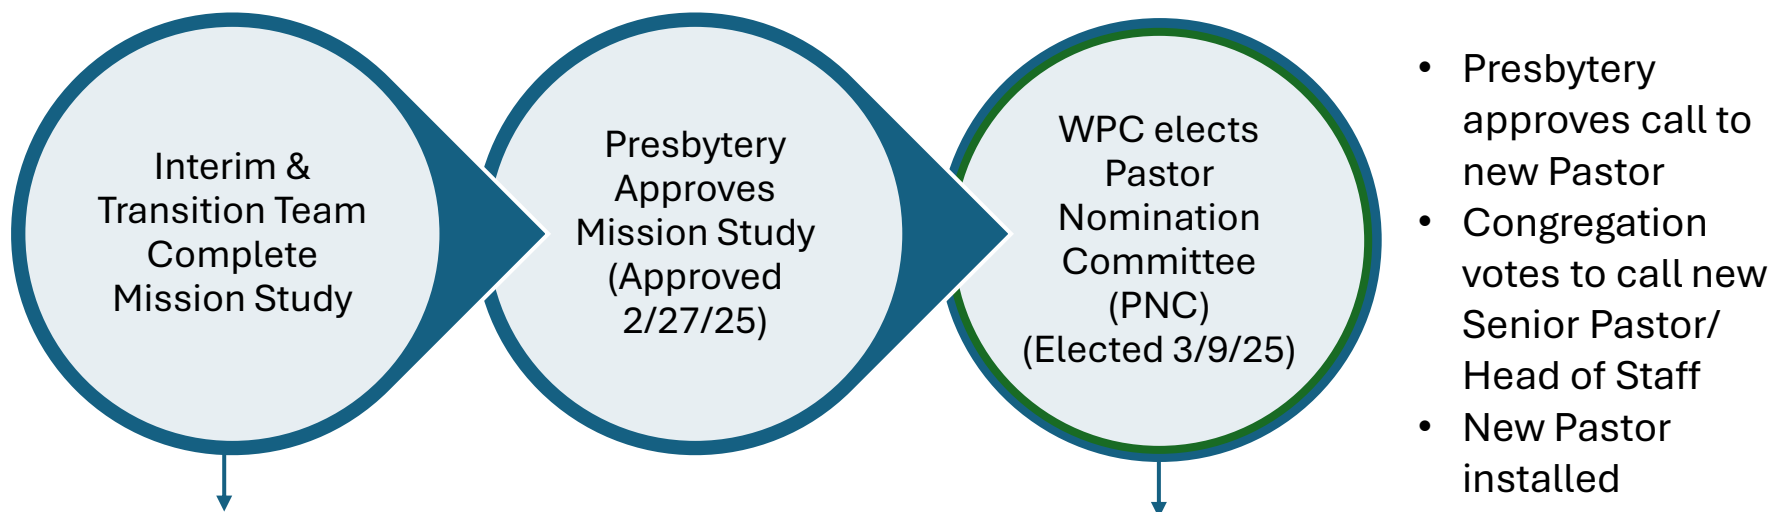 Interim &
Transition Team
Complete
Mission Study
Presbytery
Approves
Mission Study
(Approved
2/27/25)
WPC elects
Pastor
Nomination
Committee
(PNC)
(Elected 3/9/25)
• Presbytery
approves call to
new Pastor
• Congregation
votes to call new
Senior Pastor/
Head of Staff
• New Pastor
installed